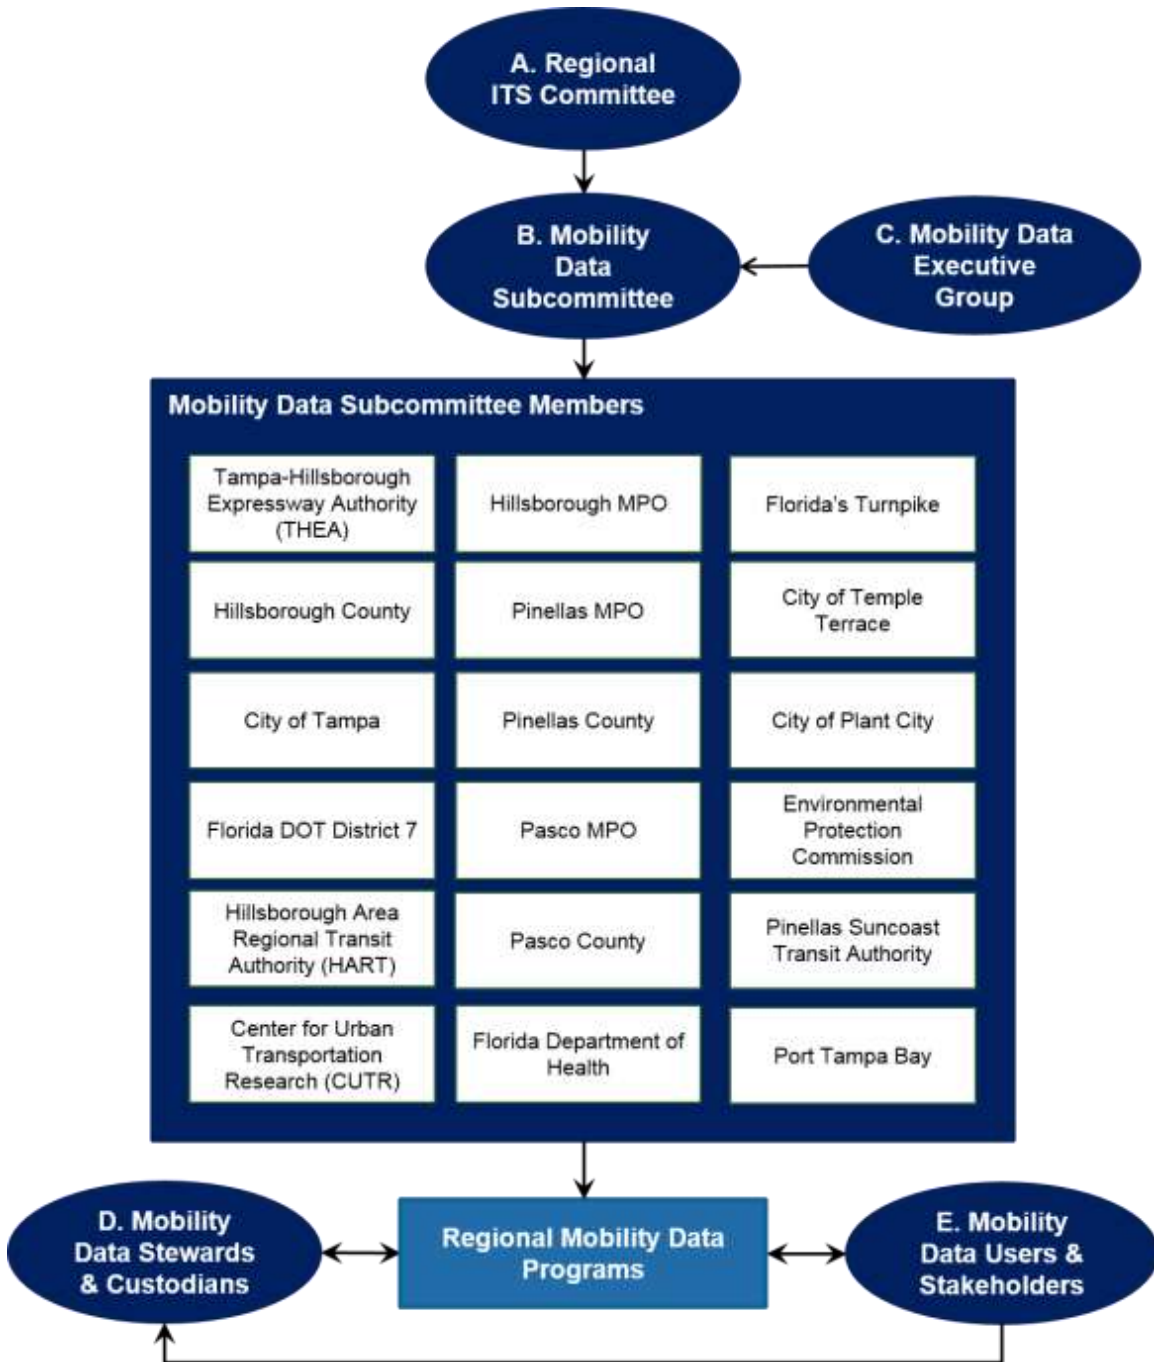 A. Regional
ITS Committee
B. Mobility
Data
Subcommittee
C. Mobility Data
Executive
Group
Mobility Data Subcommittee Members
Tampa-Hillsborough
Expressway Authority
(THEA)
Hillsborough MPO
Florida's Turnpike
Hillsborough County
Pinellas MPO
City of Temple
Terrace
City of Tampa
Pinellas County
City of Plant City
Florida DOT District 7
Pasco MPO
Environmental
Protection
Commission
Hillsborough Area
Regional Transit
Authority (HART)
Pasco County
Pinellas Suncoast
Transit Authority
Center for Urban
Transportation
Research (CUTR)
Florida Department of
Health
Port Tampa Bay
D. Mobility
Data Stewards
& Custodians
Regional Mobility Data
Programs
E. Mobility
Data Users &
Stakeholders